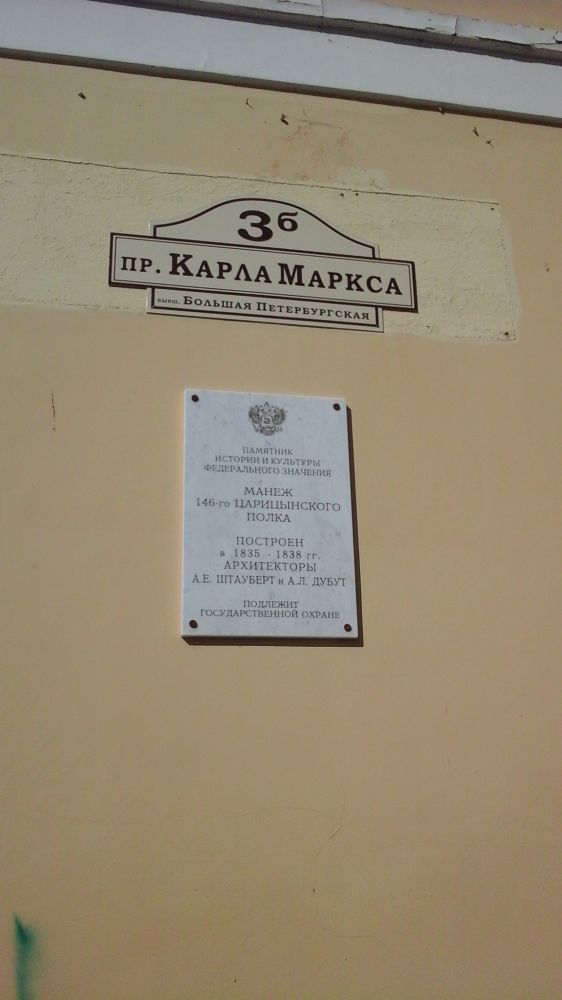 3б
ПР. КАРЛА МАРКСА
бывш. БОЛЬШАЯ ПЕТЕРБУРГСКАЯ
ПАМЯТНИК
ИСТОРИИ И КУЛЬТУРЫ
ФЕДЕРАЛЬНОГО ЗНАЧЕНИЯ
МАНЕЖ
146-го ЦАРИЦЫНСКОГО
ПОЛКА
ПОСТРОЕН
в 1835 - 1838 гг.
АРХИТЕКТОРЫ
А.Е. ШТАУБЕРТ и А.Л. ДУБУТ
ПОДЛЕЖИТ
ГОСУДАРСТВЕННОЙ ОХРАНЕ